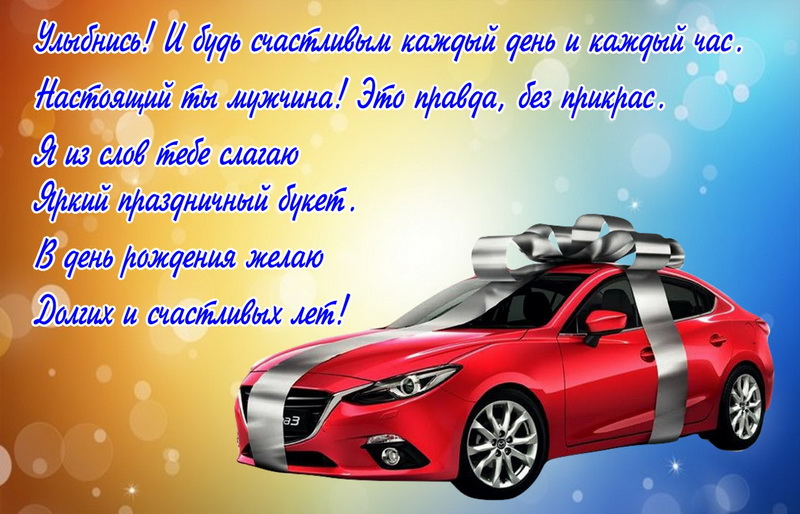 Улыбнись! И будь счастливым каждый день и каждый час.
Настоящий ты мужчина! Это правда, без прикрас.
Я из слов тебе слагаю
Яркий праздничный букет.
В день рождения желаю
Долгих и счастливых лет!